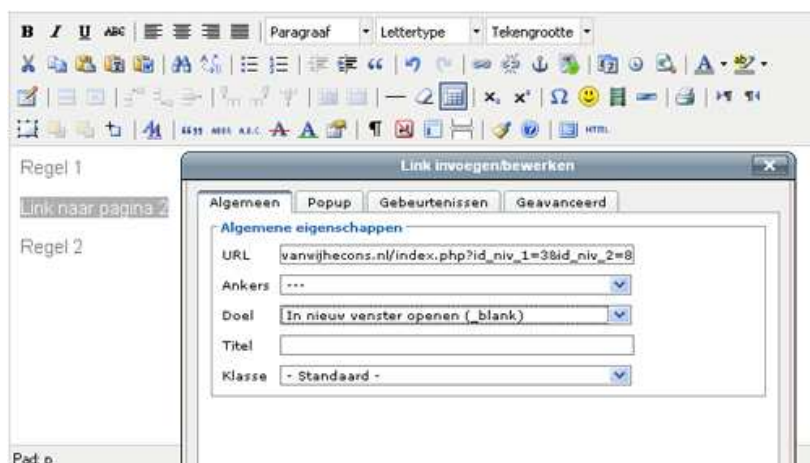 B I U ABC Paragraaf Lettertype Tekengrootte
HTML
Regel 1
Link naar pagina 2
Regel 2
Link invoegen/bewerken
Algemeen Popup Gebeurtenissen Geavanceerd
Algemene eigenschappen
URL vanwijhecons.nl/index.php?id_niv_1=3&id_niv_2=8
Ankers ---
Doel In nieuw venster openen (_blank)
Titel
Klasse - Standaard -
Pad: p